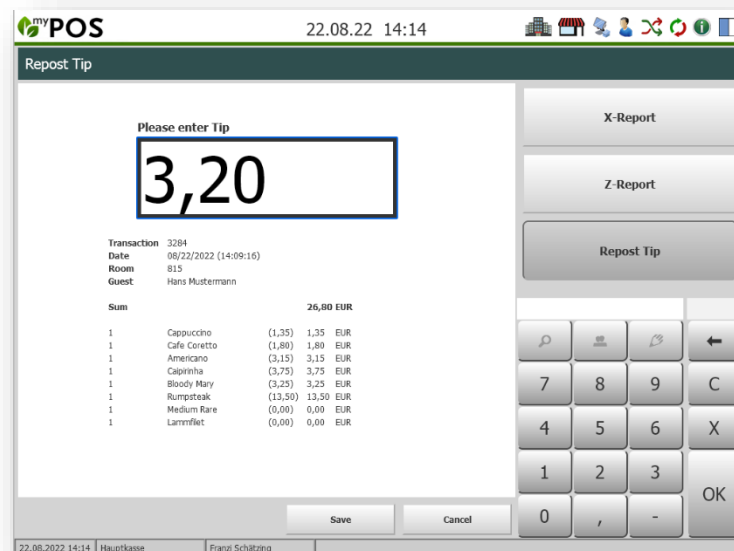 myPOS 22.08.22 14:14
Repost Tip
Please enter Tip
3,20
Transaction 3284
Date 08/22/2022 (14:09:16)
Room 815
Guest Hans Mustermann
Sum 26,80 EUR
1 Cappuccino (1,35) 1,35 EUR
1 Cafe Coretto (1,80) 1,80 EUR
1 Americano (3,15) 3,15 EUR
1 Caipirinha (3,75) 3,75 EUR
1 Bloody Mary (3,25) 3,25 EUR
1 Rumpsteak (13,50) 13,50 EUR
1 Medium Rare (0,00) 0,00 EUR
1 Lammfilet (0,00) 0,00 EUR
Save Cancel
X-Report
Z-Report
Repost Tip
7 8 9 C
4 5 6 X
1 2 3
OK
0 , -
22.08.2022 14:14 Hauptkasse Franzi Schätzing